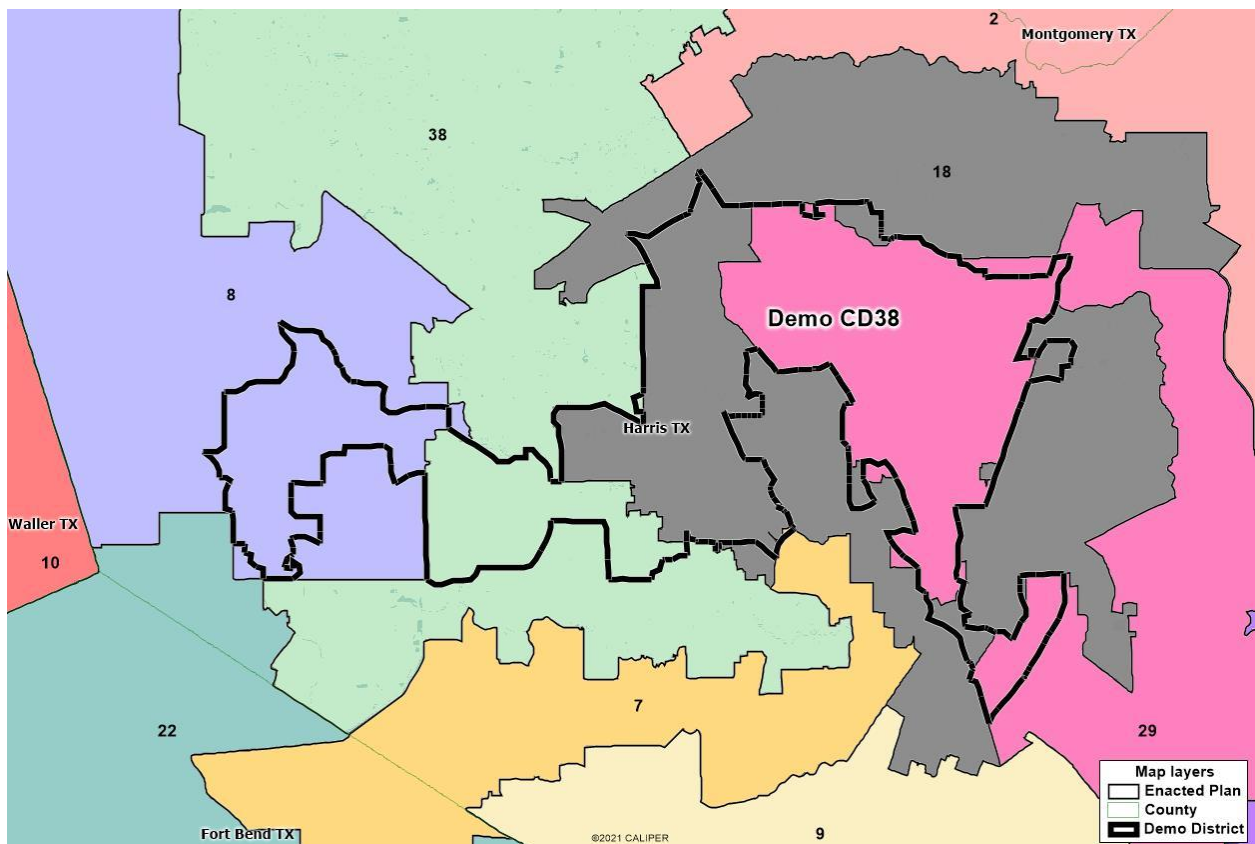 2
Montgomery TX
38
18
8
Demo CD38
Harris TX
Waller TX
10
7
22
29
Map layers
Enacted Plan
County
Demo District
Fort Bend TX
©2021 CALIPER
9